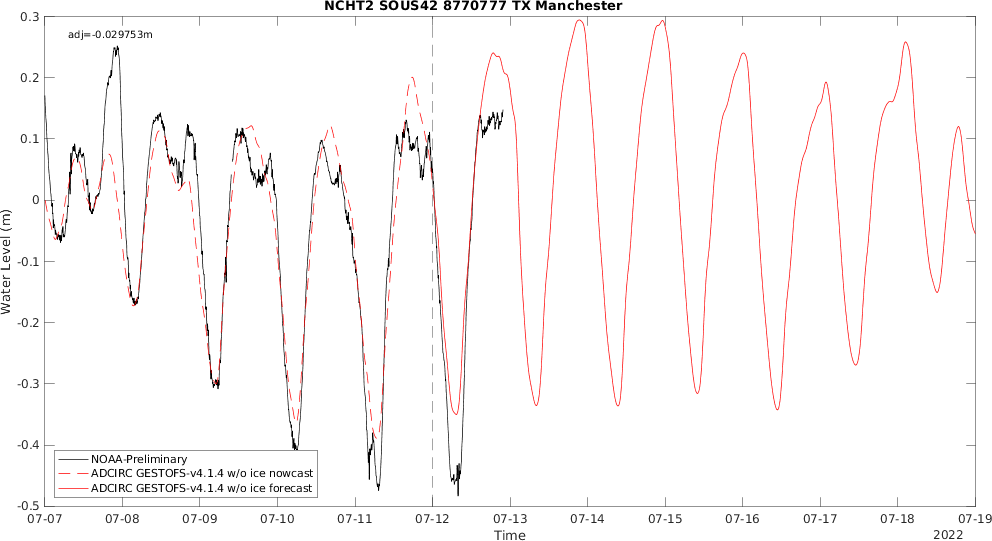 NCHT2 SOUS42 8770777 TX Manchester
adj=-0.029753m
0.3
0.2
0.1
0
-0.1
-0.2
-0.3
-0.4
-0.5
Water Level (m)
NOAA-Preliminary
ADCIRC GESTOFS-v4.1.4 w/o ice nowcast
ADCIRC GESTOFS-v4.1.4 w/o ice forecast
07-07 07-08 07-09 07-10 07-11 07-12 07-13 07-14 07-15 07-16 07-17 07-18 07-19
Time
2022